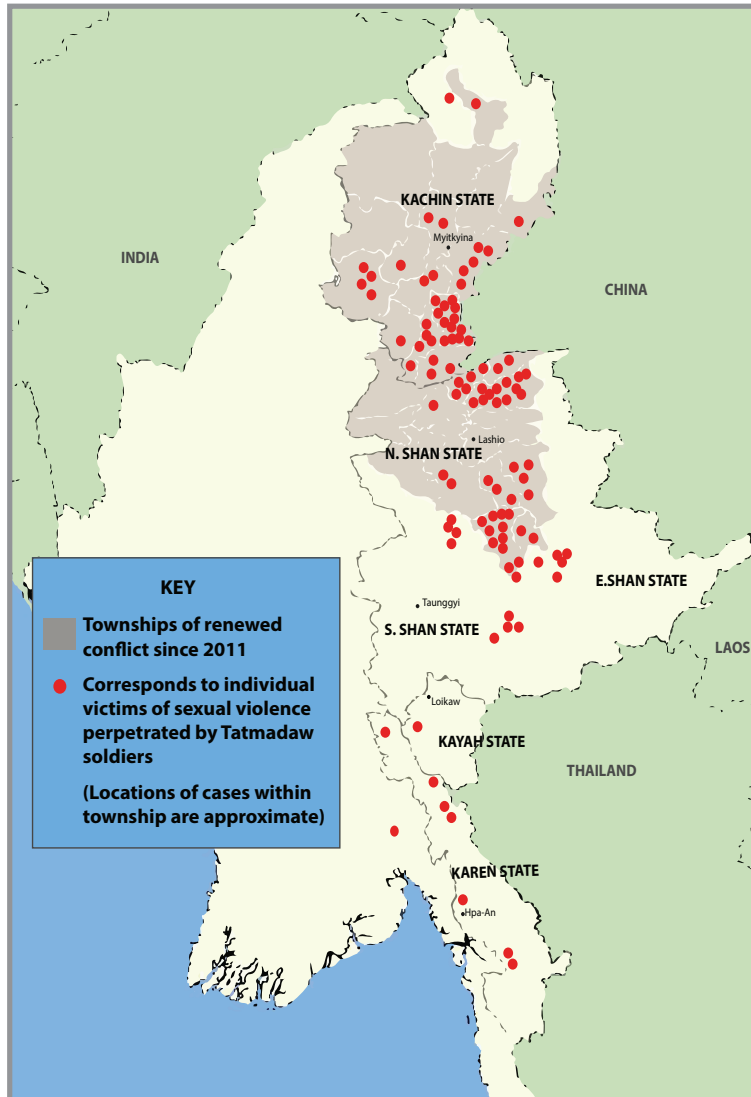 KACHIN STATE
Myitkyina
INDIA
CHINA
Lashio
N. SHAN STATE
E.SHAN STATE
Taunggyi
S. SHAN STATE
LAOS
Loikaw
KAYAH STATE
THAILAND
KAREN STATE
Hpa-An
KEY
Townships of renewed
conflict since 2011
Corresponds to individual
victims of sexual violence
perpetrated by Tatmadaw
soldiers
(Locations of cases within
township are approximate)